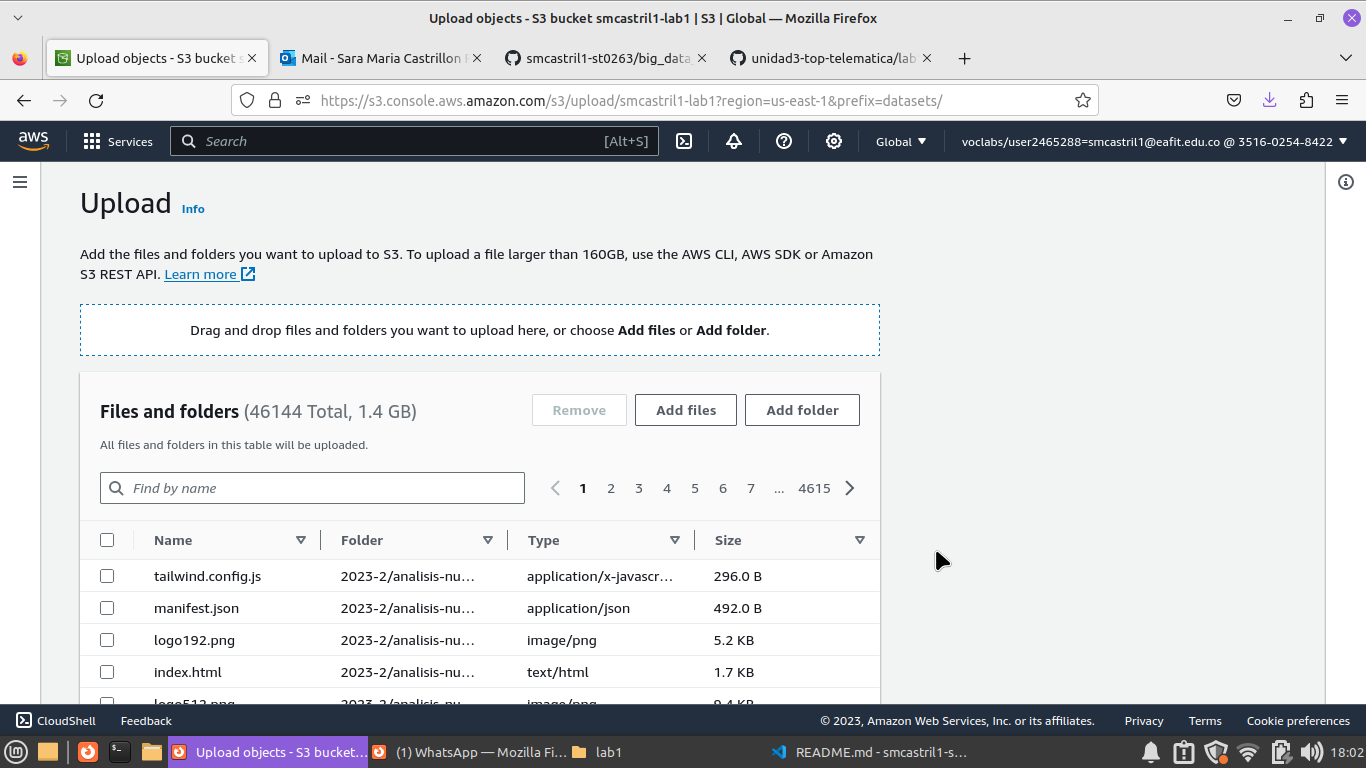 Upload objects - S3 bucket smcastril1-lab1 | S3 | Global — Mozilla Firefox
Upload objects - S3 bucket s
Mail - Sara Maria Castrillon
smcastril1-st0263/big_data
unidad3-top-telematica/lab
https://s3.console.aws.amazon.com/s3/upload/smcastril1-lab1?region=us-east-1&prefix=datasets/
aws
Services
Search
[Alt+S]
Global
voclabs/user2465288=smcastril1@eafit.edu.co @ 3516-0254-8422
Upload
Info
Add the files and folders you want to upload to S3. To upload a file larger than 160GB, use the AWS CLI, AWS SDK or Amazon
S3 REST API. Learn more
Drag and drop files and folders you want to upload here, or choose Add files or Add folder.
Files and folders (46144 Total, 1.4 GB)
Remove
Add files
Add folder
All files and folders in this table will be uploaded.
Find by name
1 2 3 4 5 6 7 ... 4615
Name Folder Type Size
tailwind.config.js 2023-2/analisis-nu... application/x-javascr... 296.0 B
manifest.json 2023-2/analisis-nu... application/json 492.0 B
logo192.png 2023-2/analisis-nu... image/png 5.2 KB
index.html 2023-2/analisis-nu... text/html 1.7 KB
logo512.png 2023-2/analisis-nu... image/png 9.4 KB
CloudShell
Feedback
© 2023, Amazon Web Services, Inc. or its affiliates.
Privacy
Terms
Cookie preferences
Upload objects - S3 bucket...
(1) WhatsApp — Mozilla Fi...
lab1
README.md - smcastril1-s...
18:02